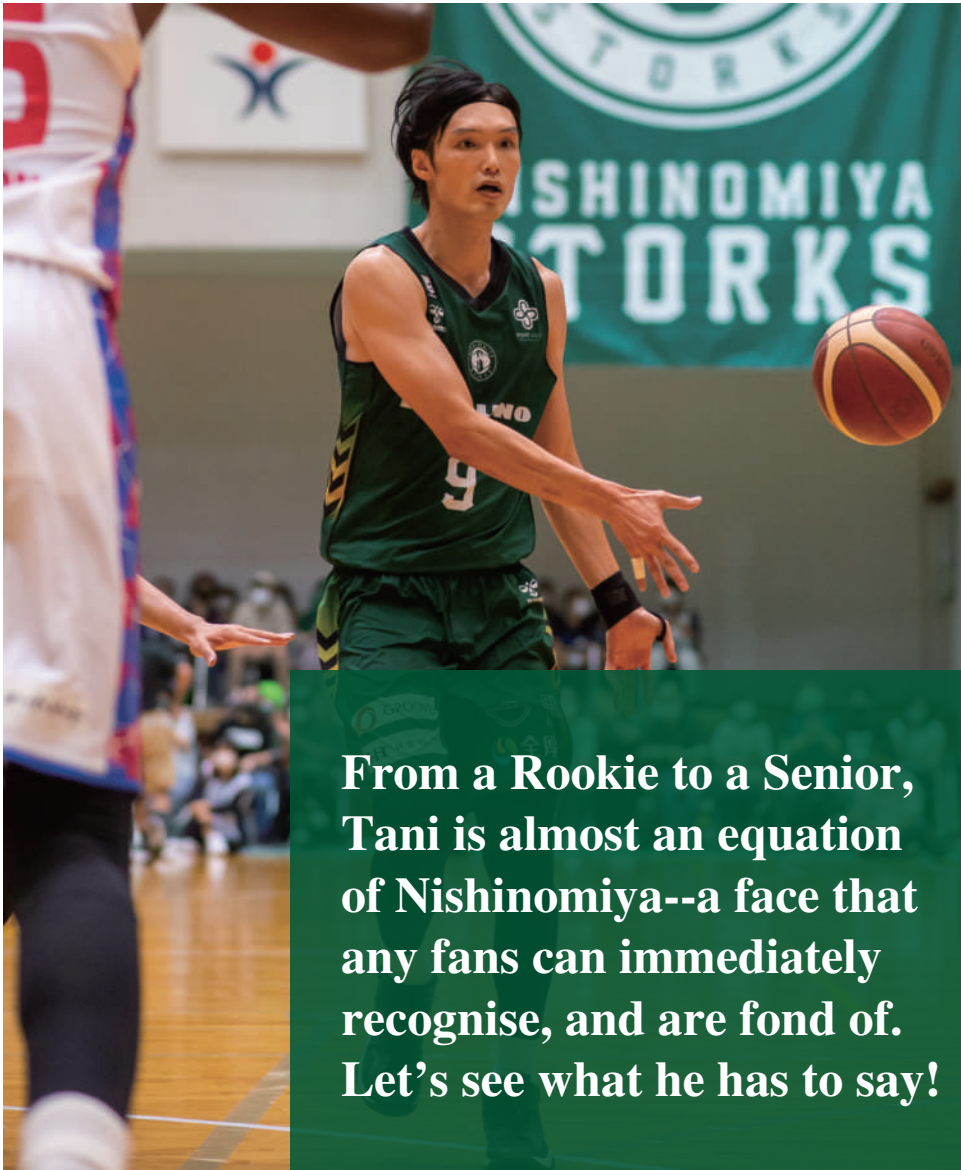 STORKS
NISHINOMIYA
STORKS
9
From a Rookie to a Senior,
Tani is almost an equation
of Nishinomiya--a face that
any fans can immediately
recognise, and are fond of.
Let’s see what he has to say!